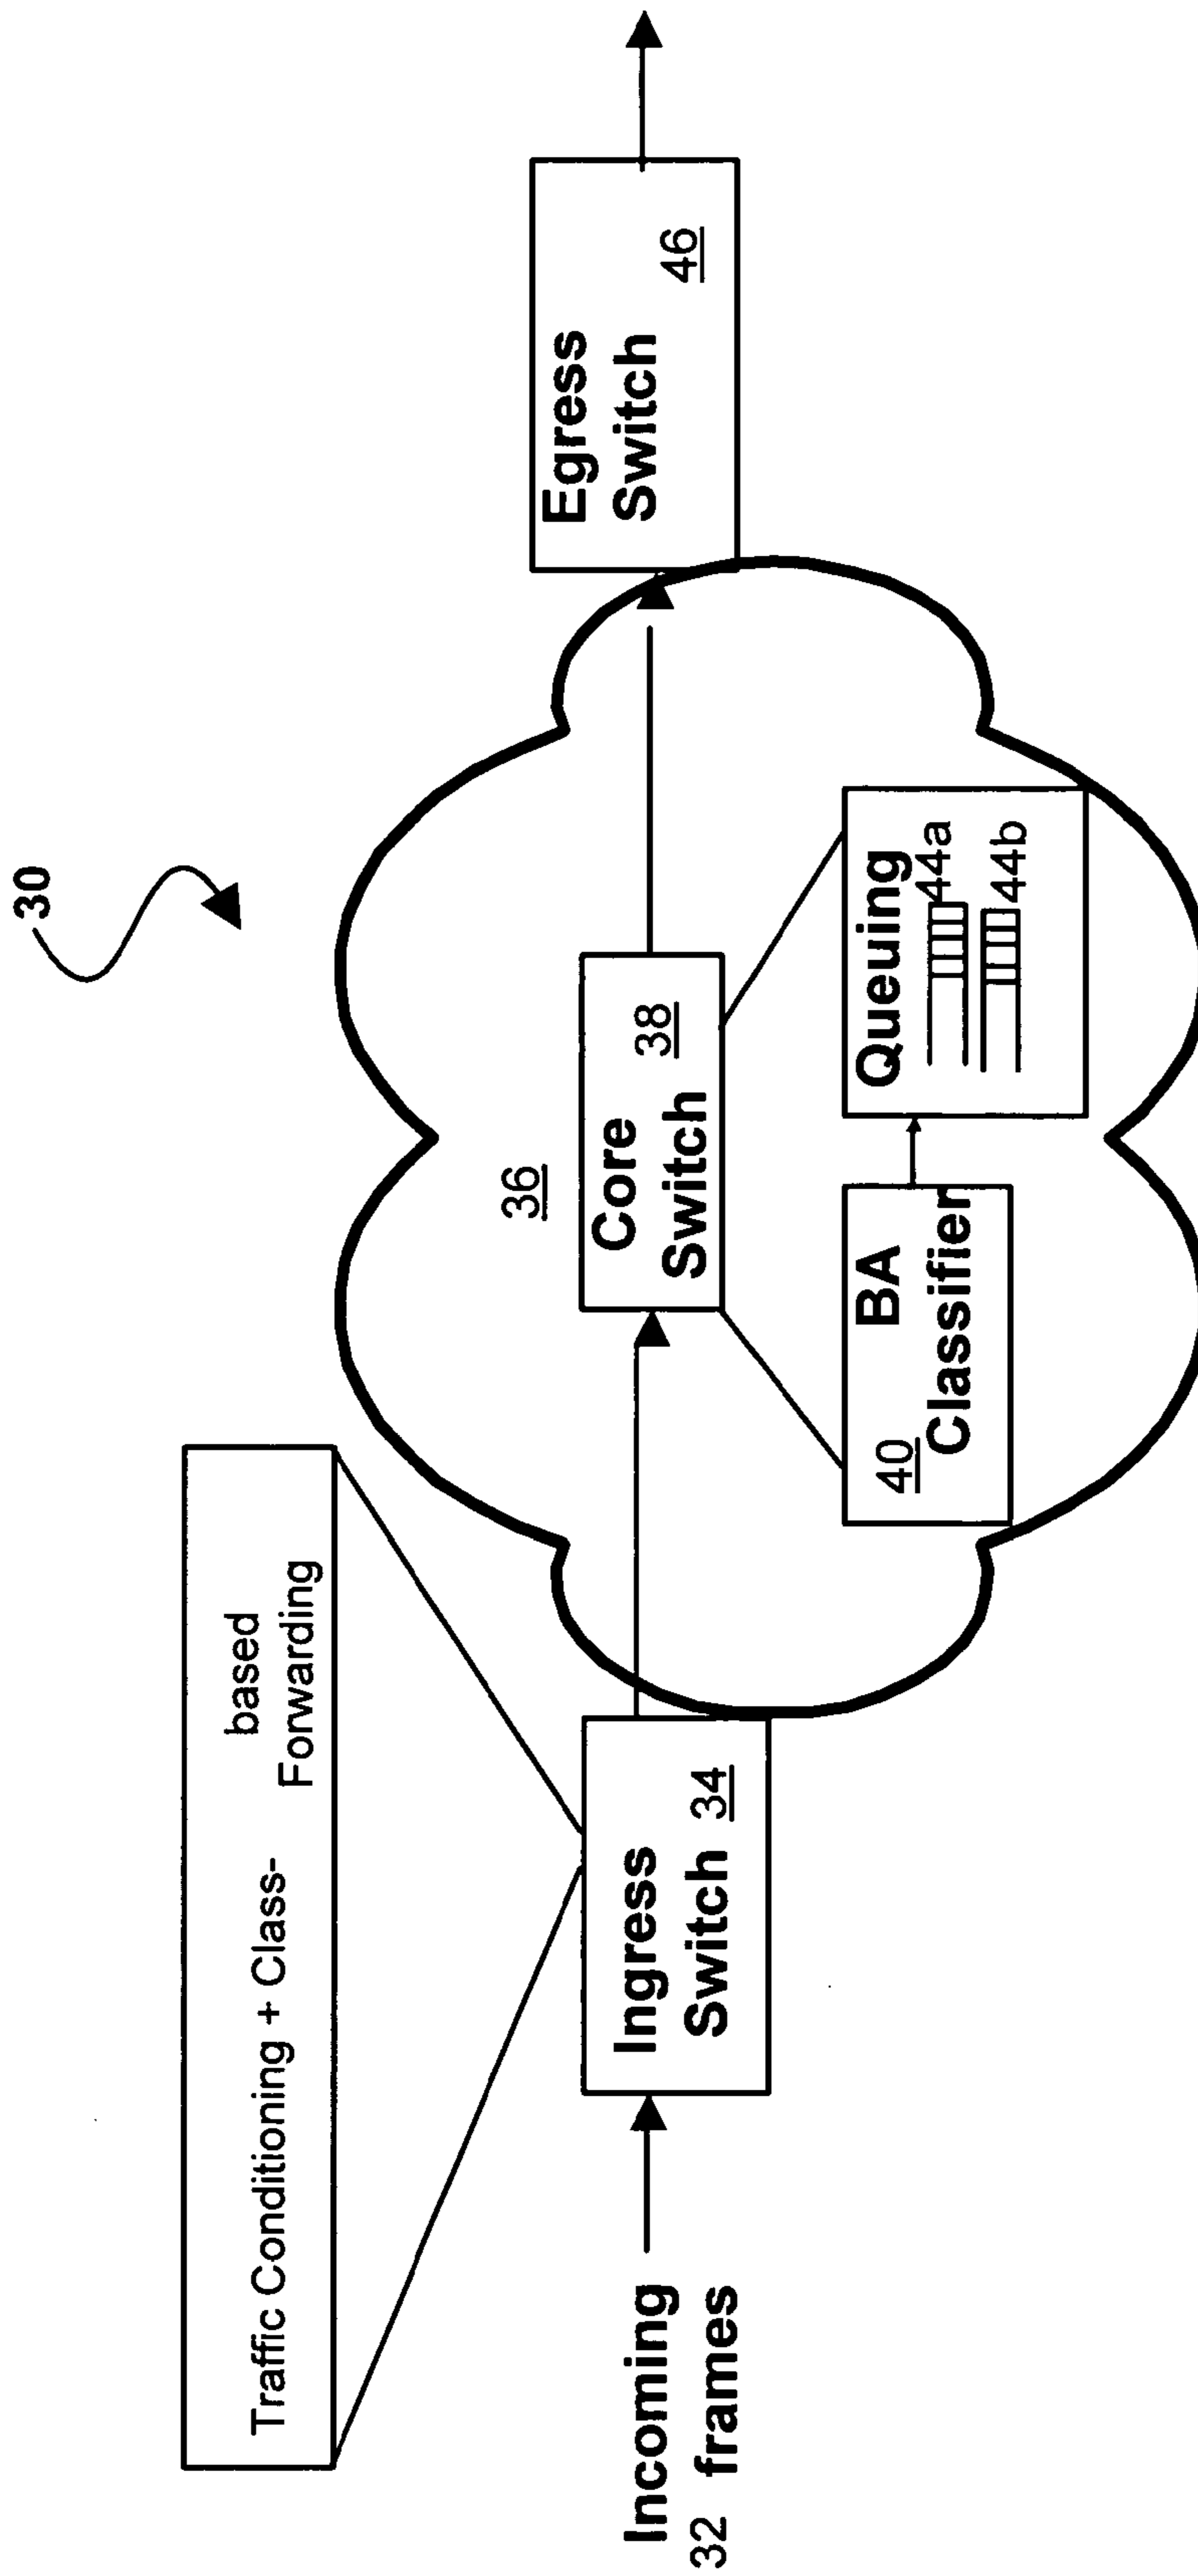 30
Traffic Conditioning + Class-
based
Forwarding
Incoming
32 frames
Ingress
Switch 34
36
Core
Switch 38
40 BA
Classifier
Queuing
44a
44b
Egress
Switch 46